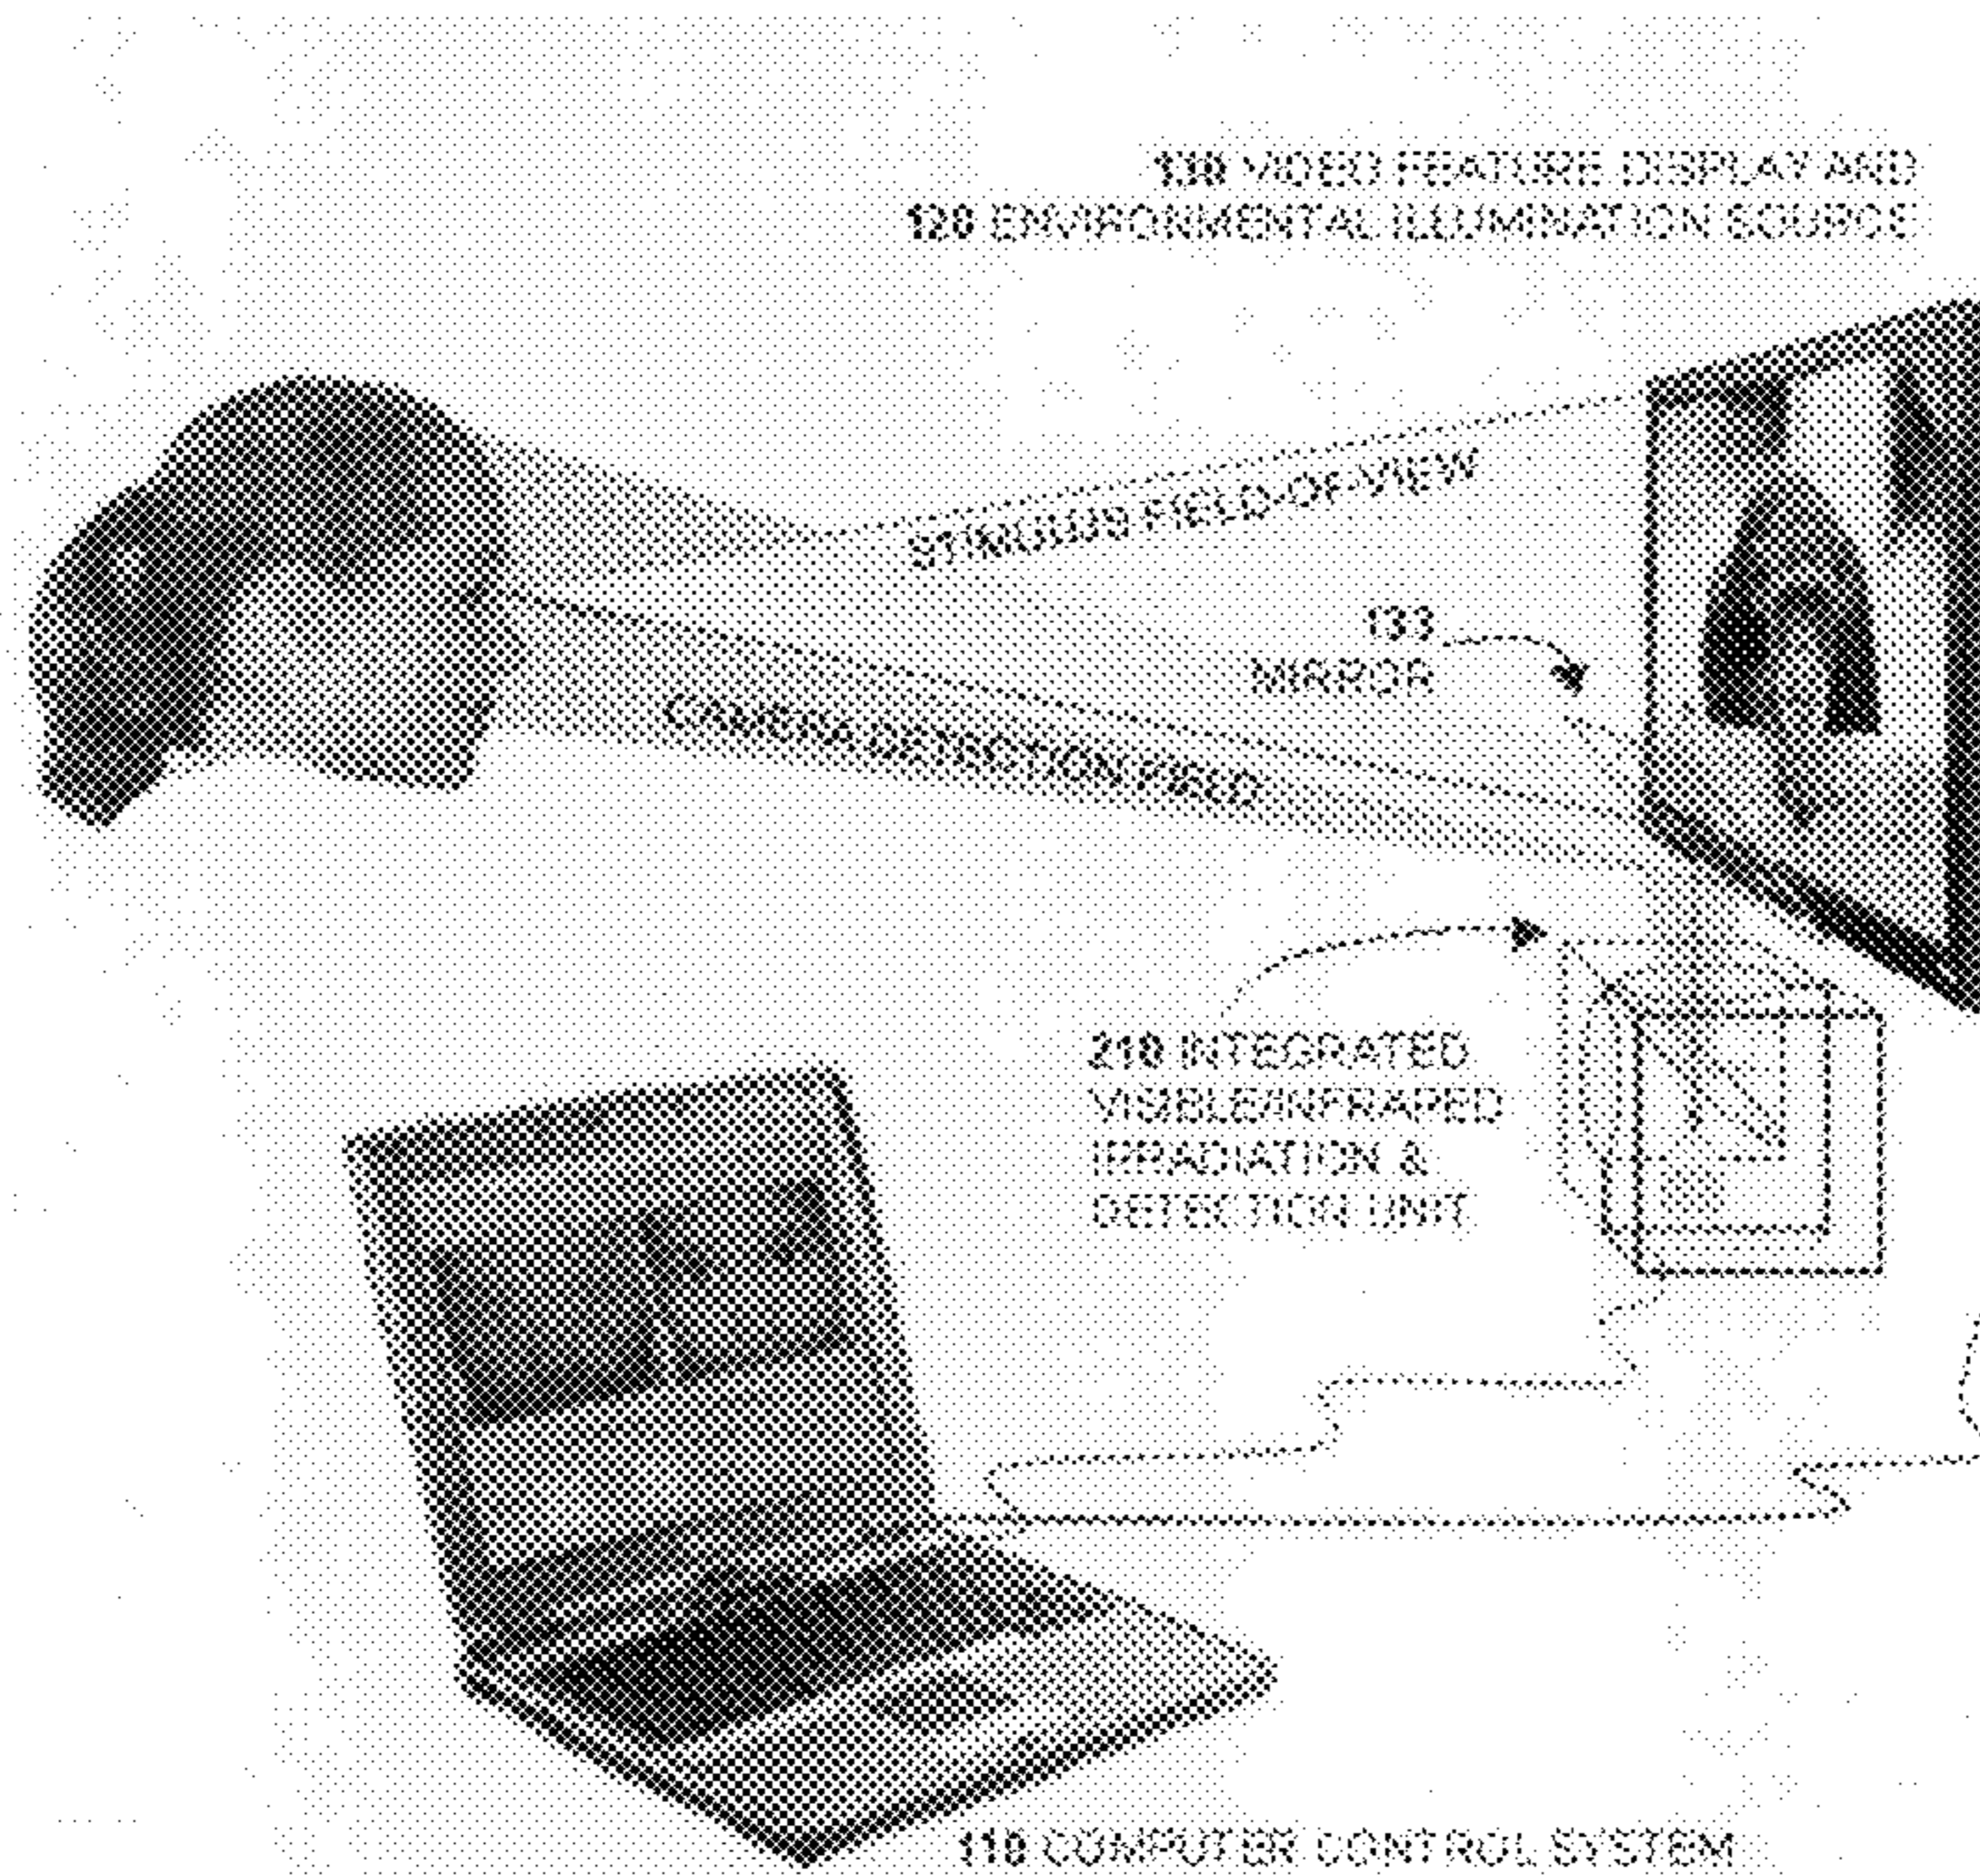 130 VIDEO FEATURE DISPLAY AND
120 ENVIRONMENTAL ILLUMINATION SOURCE
STIMULUS FIELD-OF-VIEW
133
MIRROR
CAMERA DETECTION FIELD
210 INTEGRATED
VISIBLE/INFRARED
IRRADIATION &
DETECTION UNIT
110 COMPUTER CONTROL SYSTEM